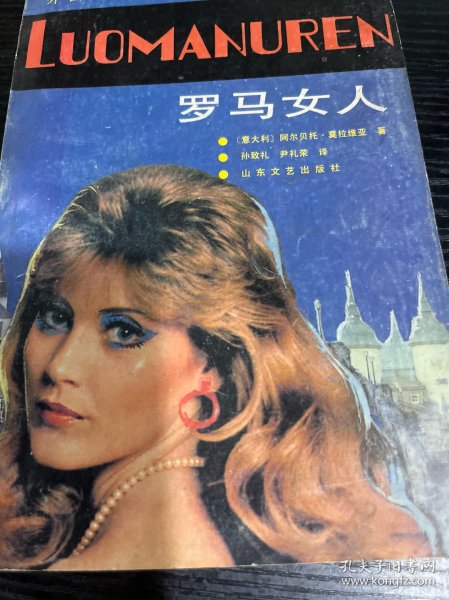 LUOMANUREN
罗马女人
〔意大利〕阿尔贝托·莫拉维亚 著
孙致礼 尹礼荣 译
山东文艺出版社
孔夫子旧书网
www.kongfz.com